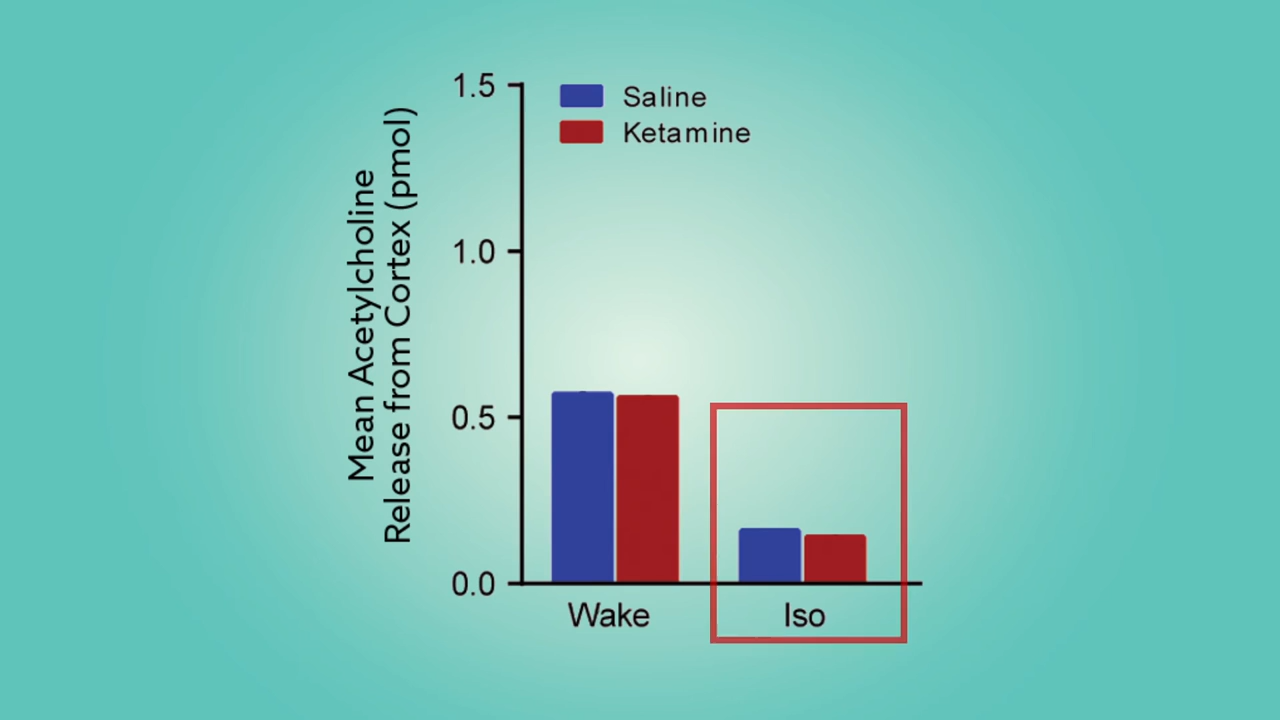 Mean Acetylcholine
Release from Cortex (pmol)
1.5
1.0
0.5
0.0
Saline
Ketamine
Wake
Iso